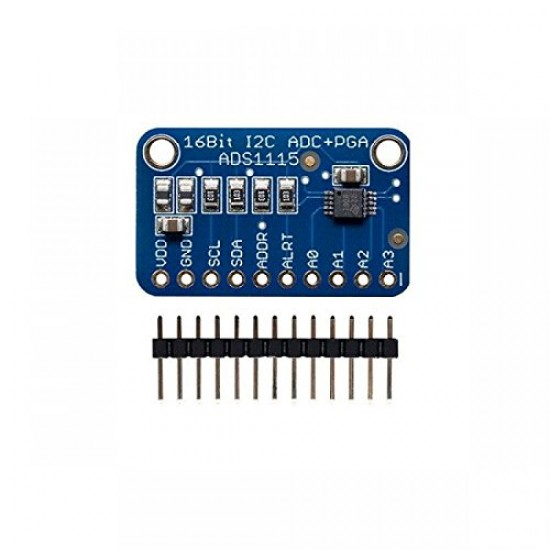 16Bit I2C ADC+PGA
ADS1115
VDD
GND
SCL
SDA
ADDR
ALRT
A0
A1
A2
A3